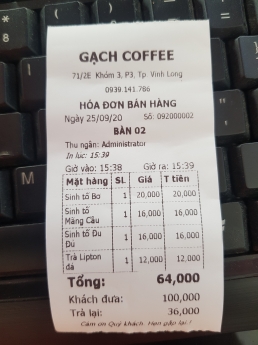 GẠCH COFFEE
71/2E Khóm 3, P3, Tp Vĩnh Long
0939.141.786
HÓA ĐƠN BÁN HÀNG
Ngày 25/09/20 Số: 092000002
BÀN 02
Thu ngân: Administrator
In lúc: 15:39
Giờ vào: 15:38 Giờ ra: 15:39
Mặt hàng SL Giá T tiền
Sinh tố Bơ 1 20,000 20,000
Sinh tố
Mãng Cầu 1 16,000 16,000
Sinh tố Đu
Đủ 1 16,000 16,000
Trà Lipton
đá 1 12,000 12,000
Tổng: 64,000
Khách đưa: 100,000
Trả lại: 36,000
Cảm ơn Quý khách. Hẹn gặp lại !